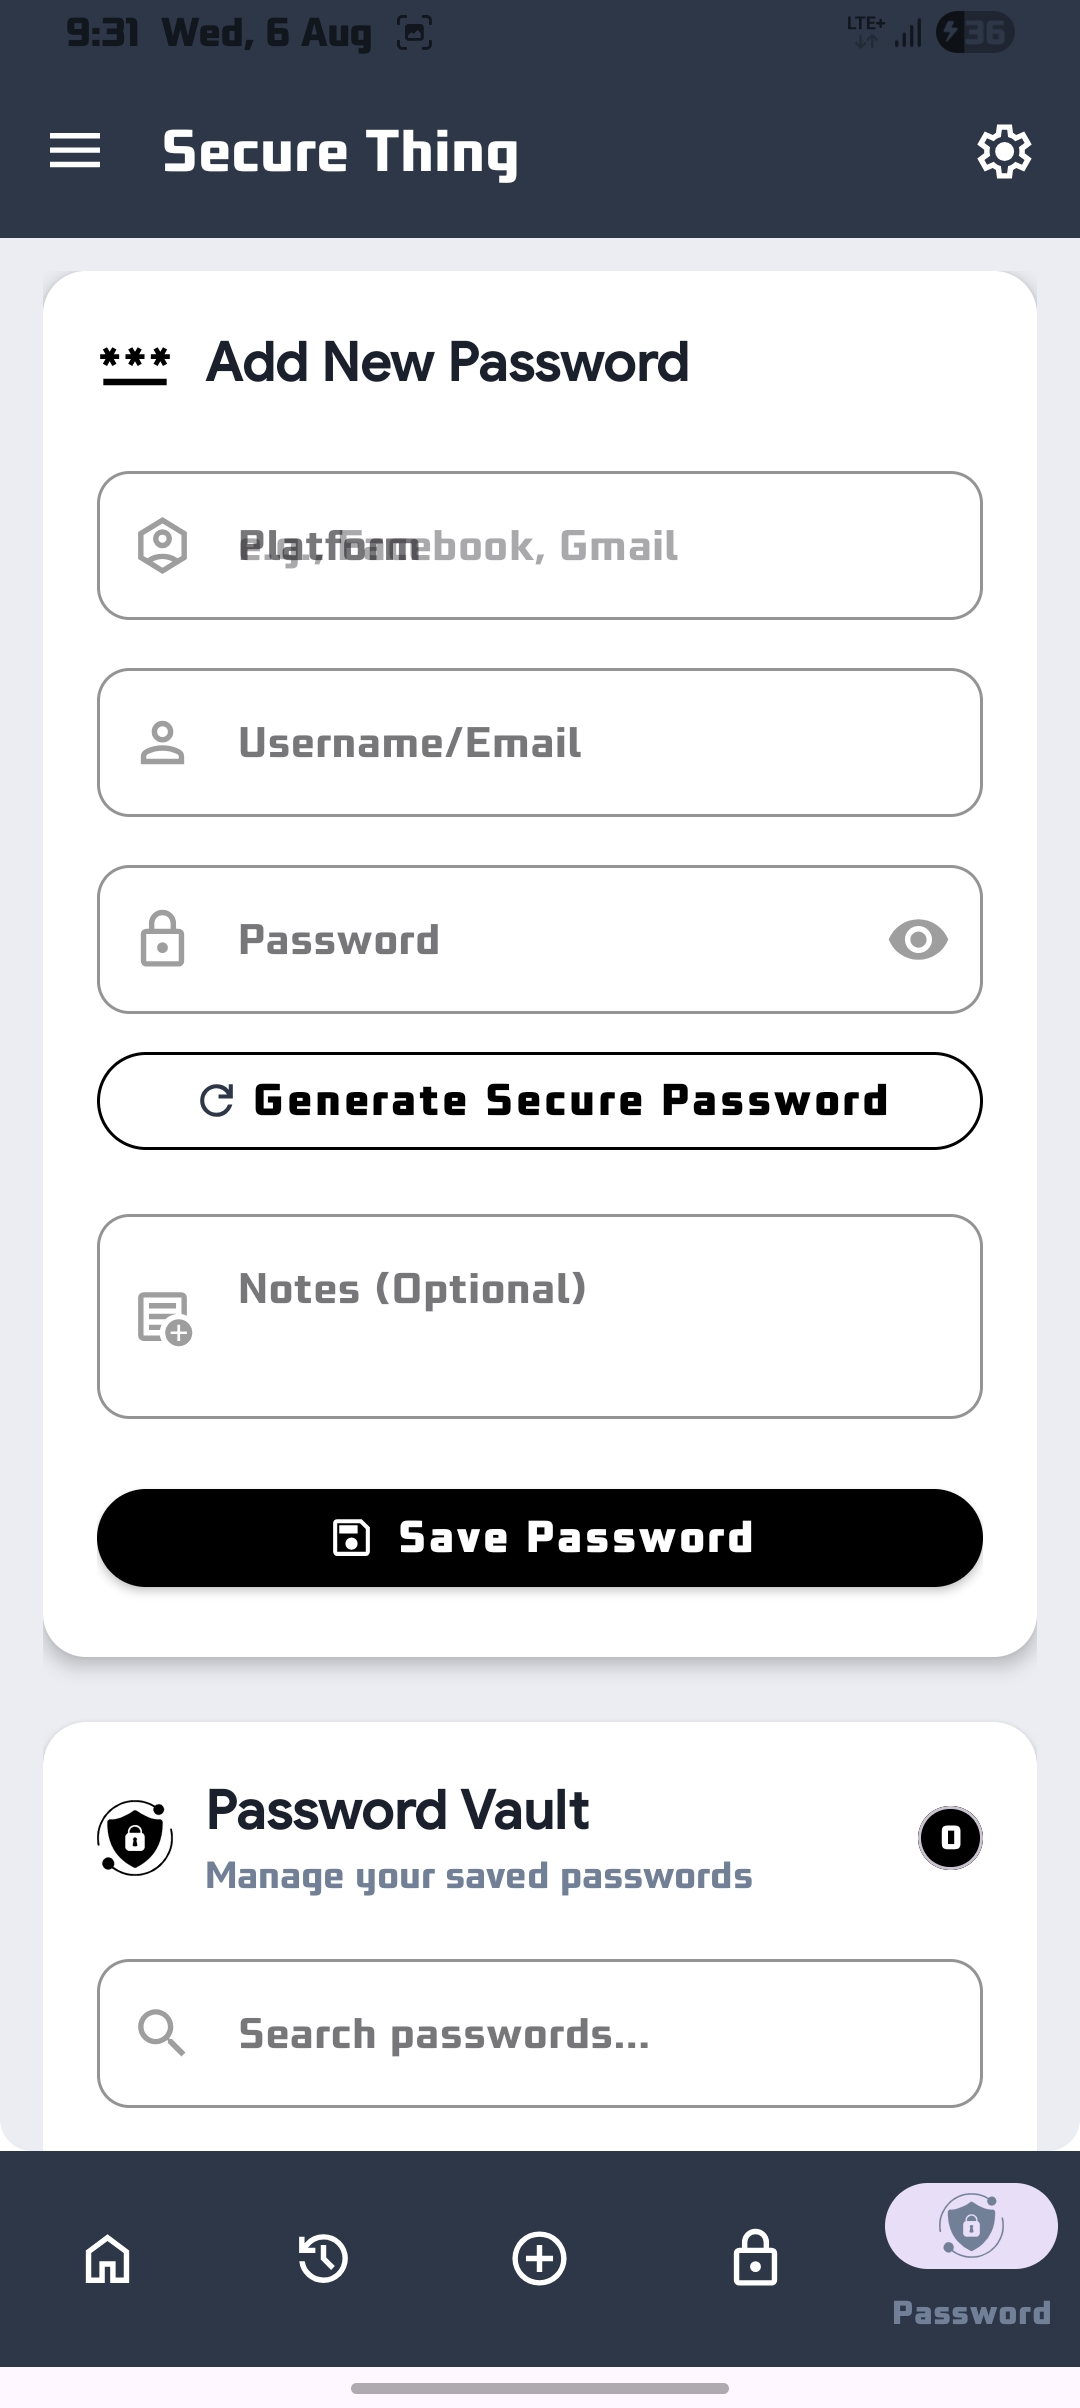 9:31 Wed, 6 Aug
LTE+
36
Secure Thing
*** Add New Password
Platform
e.g., Facebook, Gmail
Username/Email
Password
Generate Secure Password
Notes (Optional)
Save Password
Password Vault
0
Manage your saved passwords
Search passwords...
Password